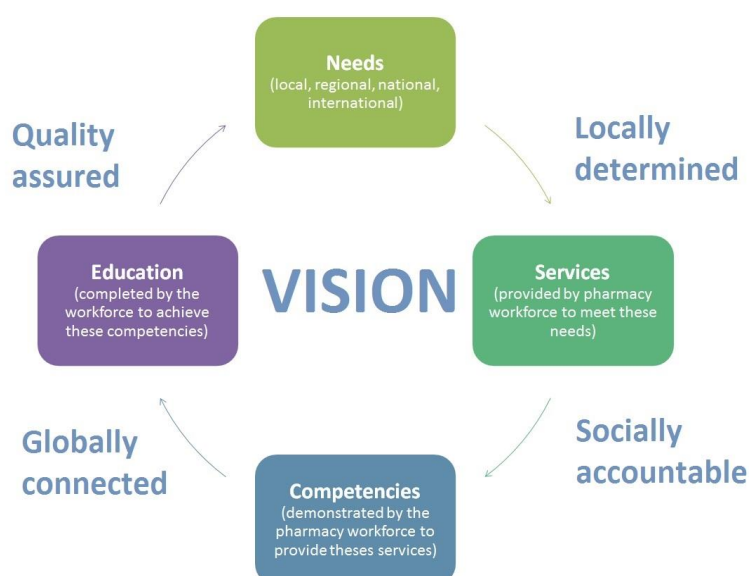 Needs
(local, regional, national,
international)
Quality
assured
Locally
determined
Education
(completed by the
workforce to achieve
these competencies)
VISION
Services
(provided by pharmacy
workforce to meet these
needs)
Globally
connected
Socially
accountable
Competencies
(demonstrated by the
pharmacy workforce to
provide theses services)